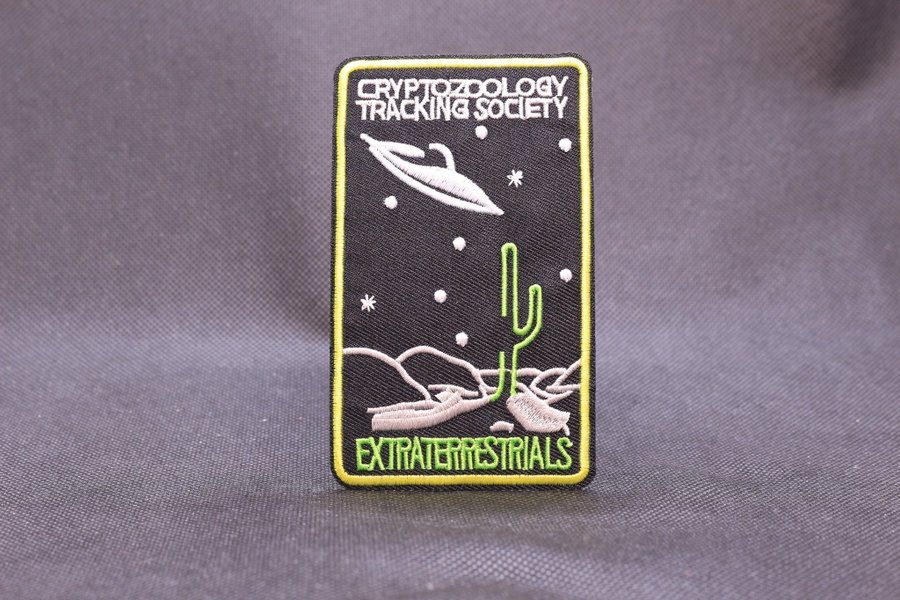 CRYPTOZOOLOGY
TRACKING SOCIETY
EXTRATERRESTRIALS